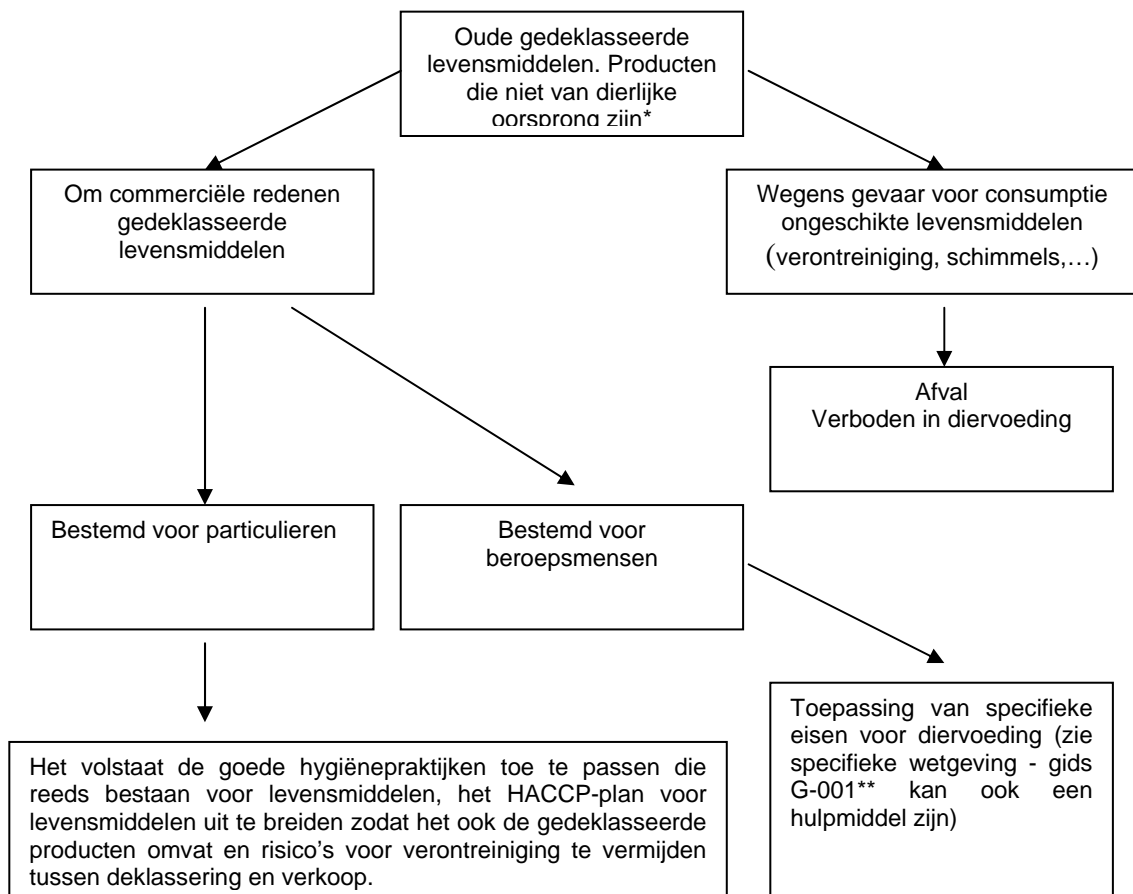 Oude gedeklasseerde
levensmiddelen. Producten
die niet van dierlijke
oorsprong zijn*
Om commerciële redenen
gedeklasseerde
levensmiddelen
Wegens gevaar voor consumptie
ongeschikte levensmiddelen
(verontreiniging, schimmels,…)
Afval
Verboden in diervoeding
Bestemd voor particulieren
Bestemd voor
beroepsmensen
Het volstaat de goede hygiënepraktijken toe te passen die
reeds bestaan voor levensmiddelen, het HACCP-plan voor
levensmiddelen uit te breiden zodat het ook de gedeklasseerde
producten omvat en risico's voor verontreiniging te vermijden
tussen deklassering en verkoop.
Toepassing van specifieke
eisen voor diervoeding (zie
specifieke wetgeving - gids
G-001** kan ook een
hulpmiddel zijn)